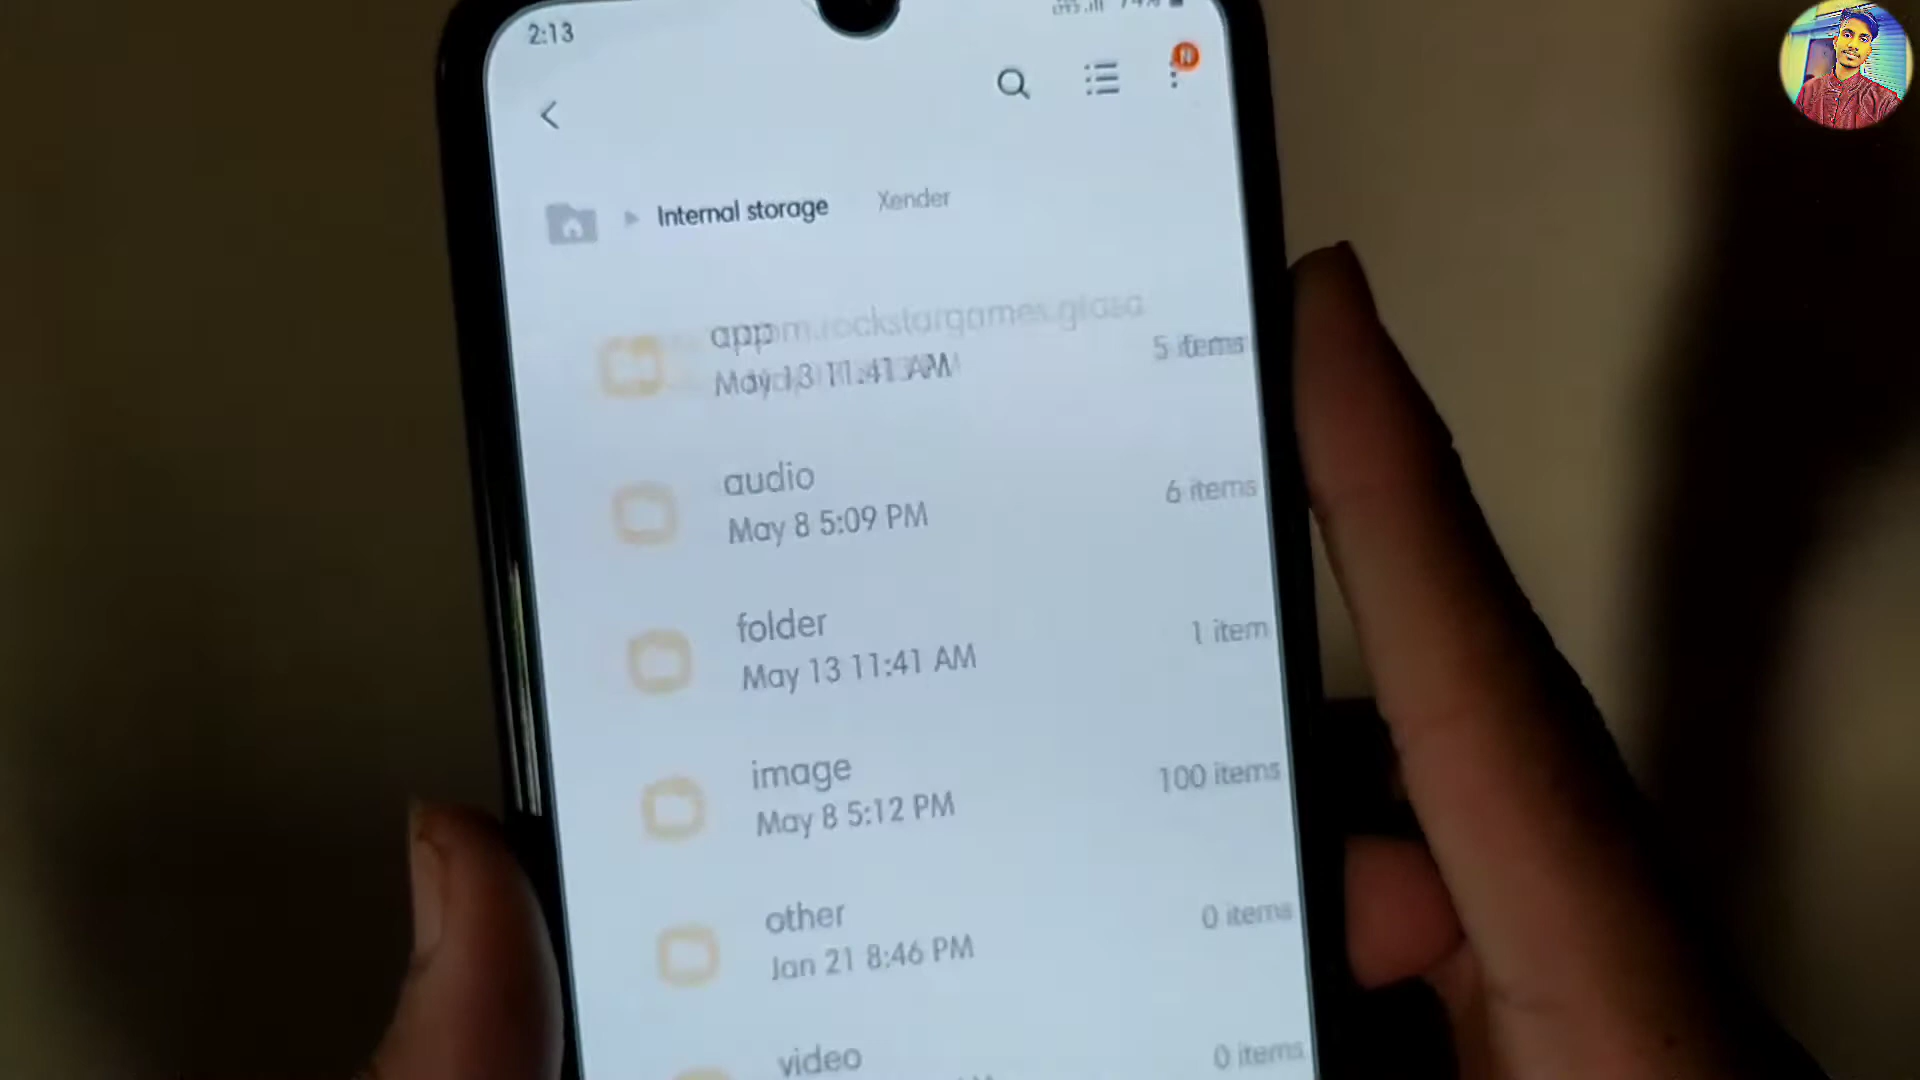 2:13
N
Internal storage Xender
app m.rockstargames.gtasa
May 13 11:41 AM
5 items
audio
May 8 5:09 PM
6 items
folder
May 13 11:41 AM
1 item
image
May 8 5:12 PM
100 items
other
Jan 21 8:46 PM
0 items
video
0 items